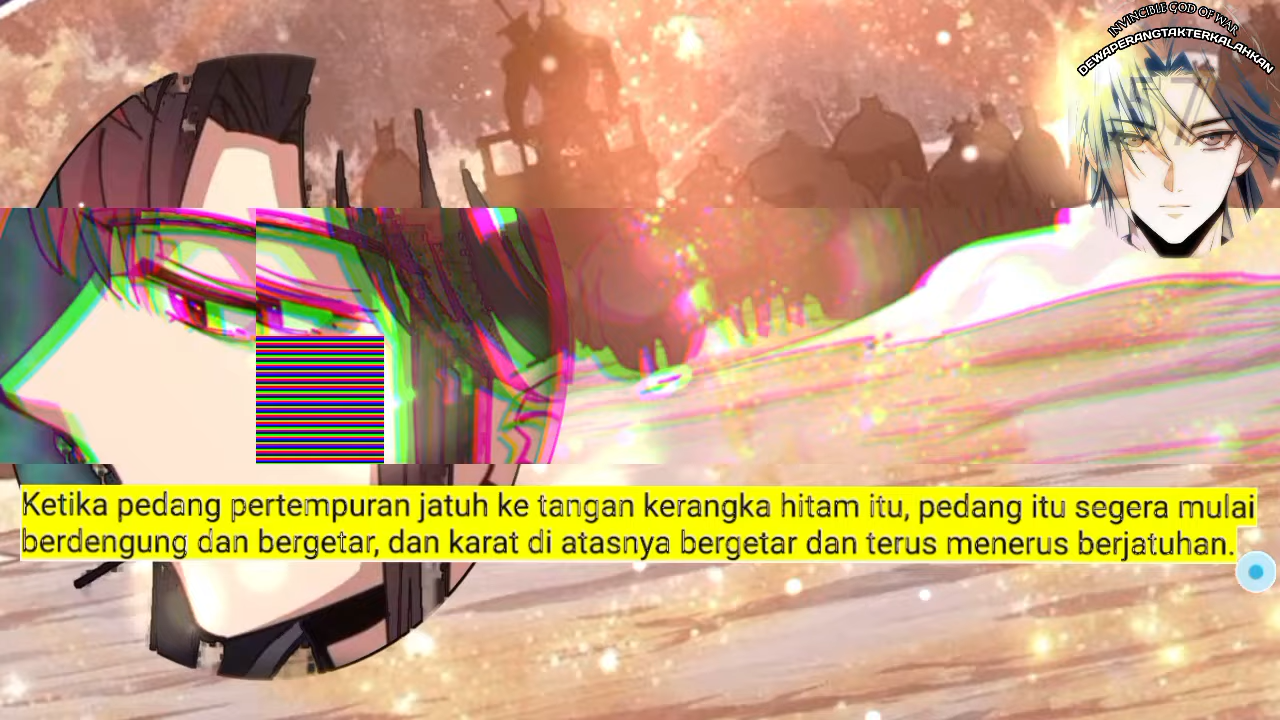 INVINCIBLE GOD OF WAR
DEWAPERANGTAKTERKALAHKAN
Ketika pedang pertempuran jatuh ke tangan kerangka hitam itu, pedang itu segera mulai
berdengung dan bergetar, dan karat di atasnya bergetar dan terus menerus berjatuhan.